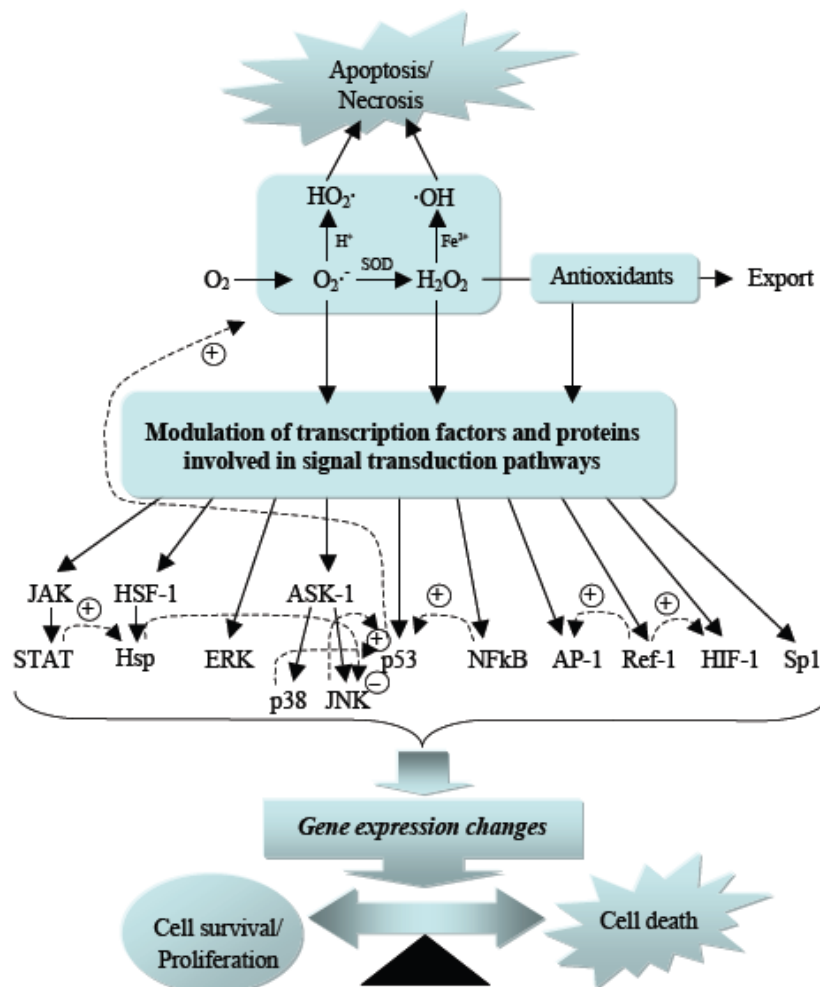 Apoptosis/
Necrosis
HO₂· ·OH
H⁺ Fe³⁺
O₂ O₂·⁻ SOD H₂O₂ Antioxidants Export
+
Modulation of transcription factors and proteins
involved in signal transduction pathways
JAK HSF-1 ASK-1
+ + + +
STAT Hsp ERK + p53 NFkB AP-1 Ref-1 HIF-1 Sp1
p38 JNK −
Gene expression changes
Cell survival/
Proliferation
Cell death